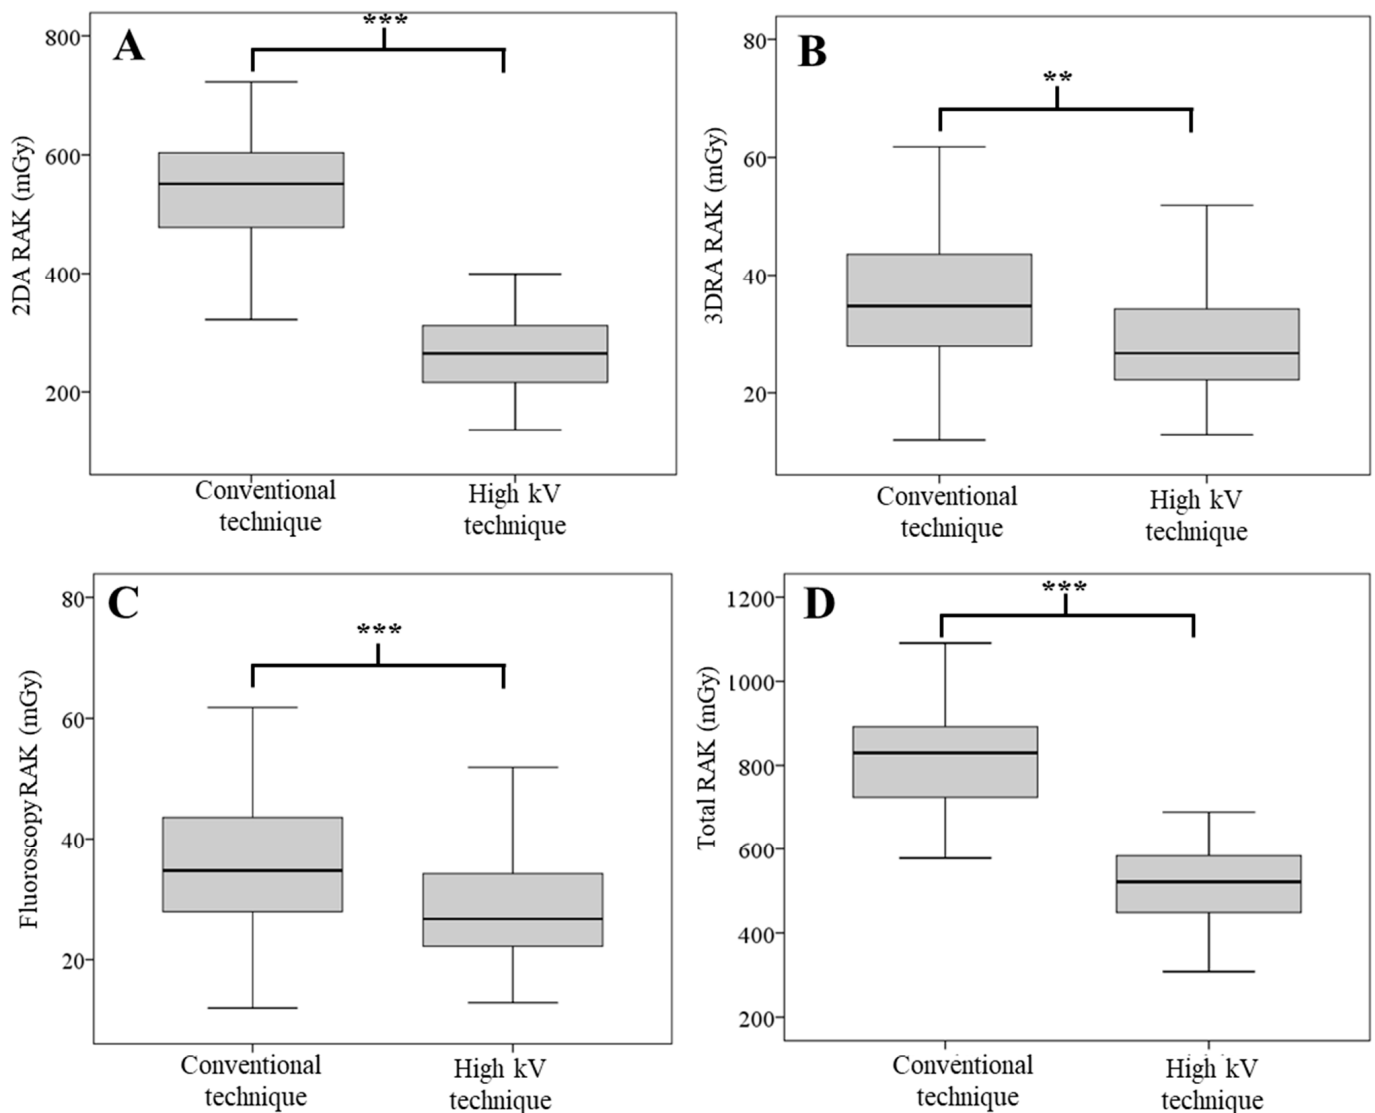 A
***
800
600
400
200
2DA RAK (mGy)
Conventional
technique
High kV
technique
B
**
80
60
40
20
3DRA RAK (mGy)
Conventional
technique
High kV
technique
C
***
80
60
40
20
Fluoroscopy RAK (mGy)
Conventional
technique
High kV
technique
D
***
1200
1000
800
600
400
200
Total RAK (mGy)
Conventional
technique
High kV
technique